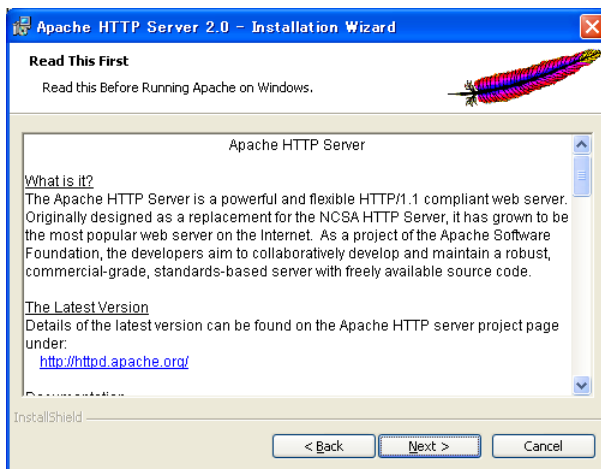 Apache HTTP Server 2.0 - Installation Wizard
Read This First
Read this Before Running Apache on Windows.
Apache HTTP Server
What is it?
The Apache HTTP Server is a powerful and flexible HTTP/1.1 compliant web server.
Originally designed as a replacement for the NCSA HTTP Server, it has grown to be
the most popular web server on the Internet. As a project of the Apache Software
Foundation, the developers aim to collaboratively develop and maintain a robust,
commercial-grade, standards-based server with freely available source code.
The Latest Version
Details of the latest version can be found on the Apache HTTP server project page
under:
http://httpd.apache.org/
Documentation
InstallShield
< Back Next > Cancel